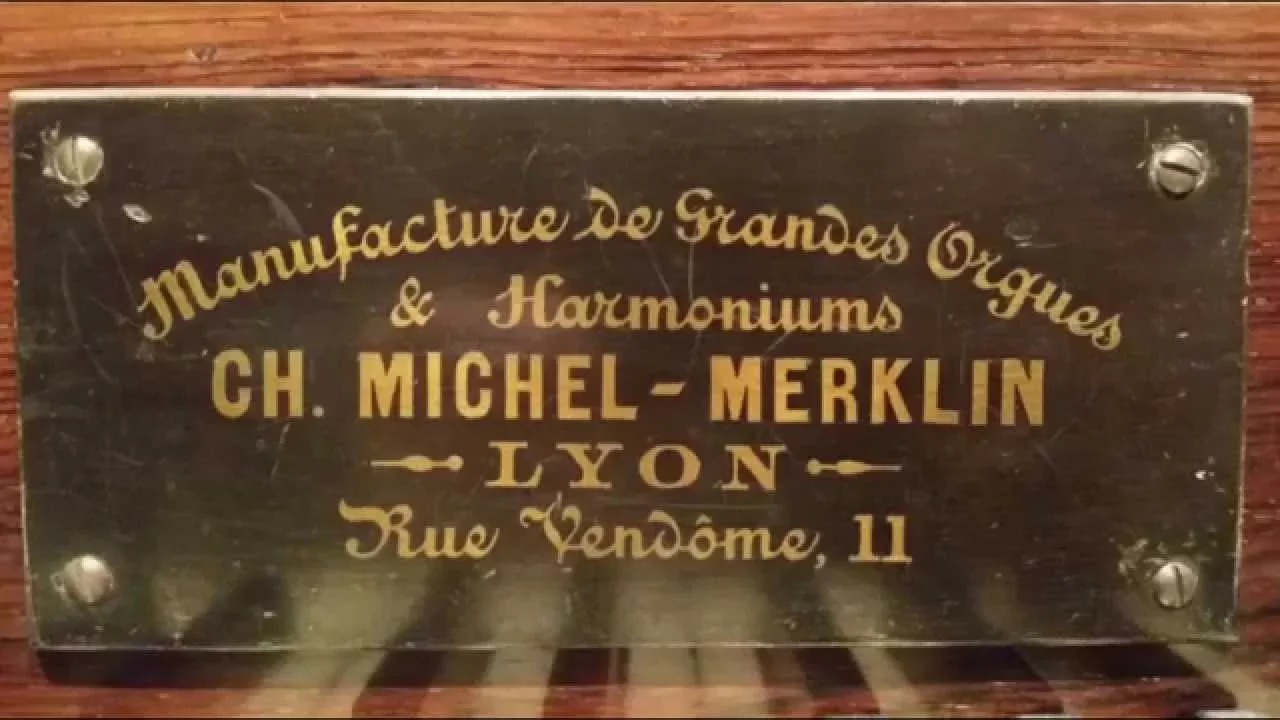 Manufacture de Grandes Orgues
& Harmoniums
CH. MICHEL - MERKLIN
LYON
Rue Vendôme, 11